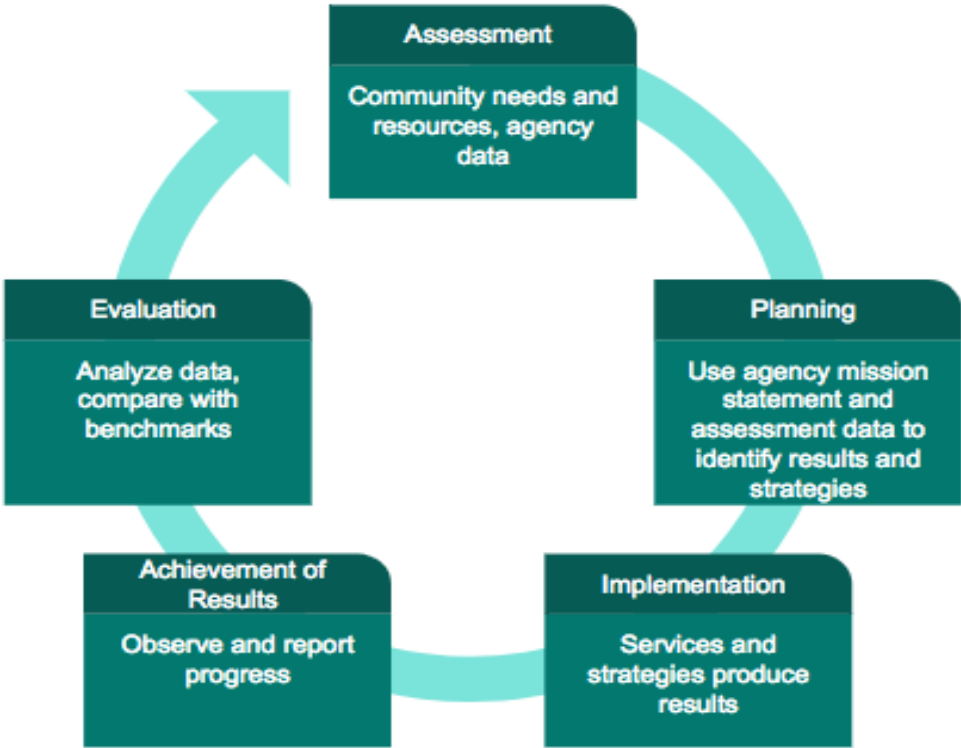 Assessment
Community needs and
resources, agency
data
Planning
Use agency mission
statement and
assessment data to
identify results and
strategies
Implementation
Services and
strategies produce
results
Achievement of
Results
Observe and report
progress
Evaluation
Analyze data,
compare with
benchmarks